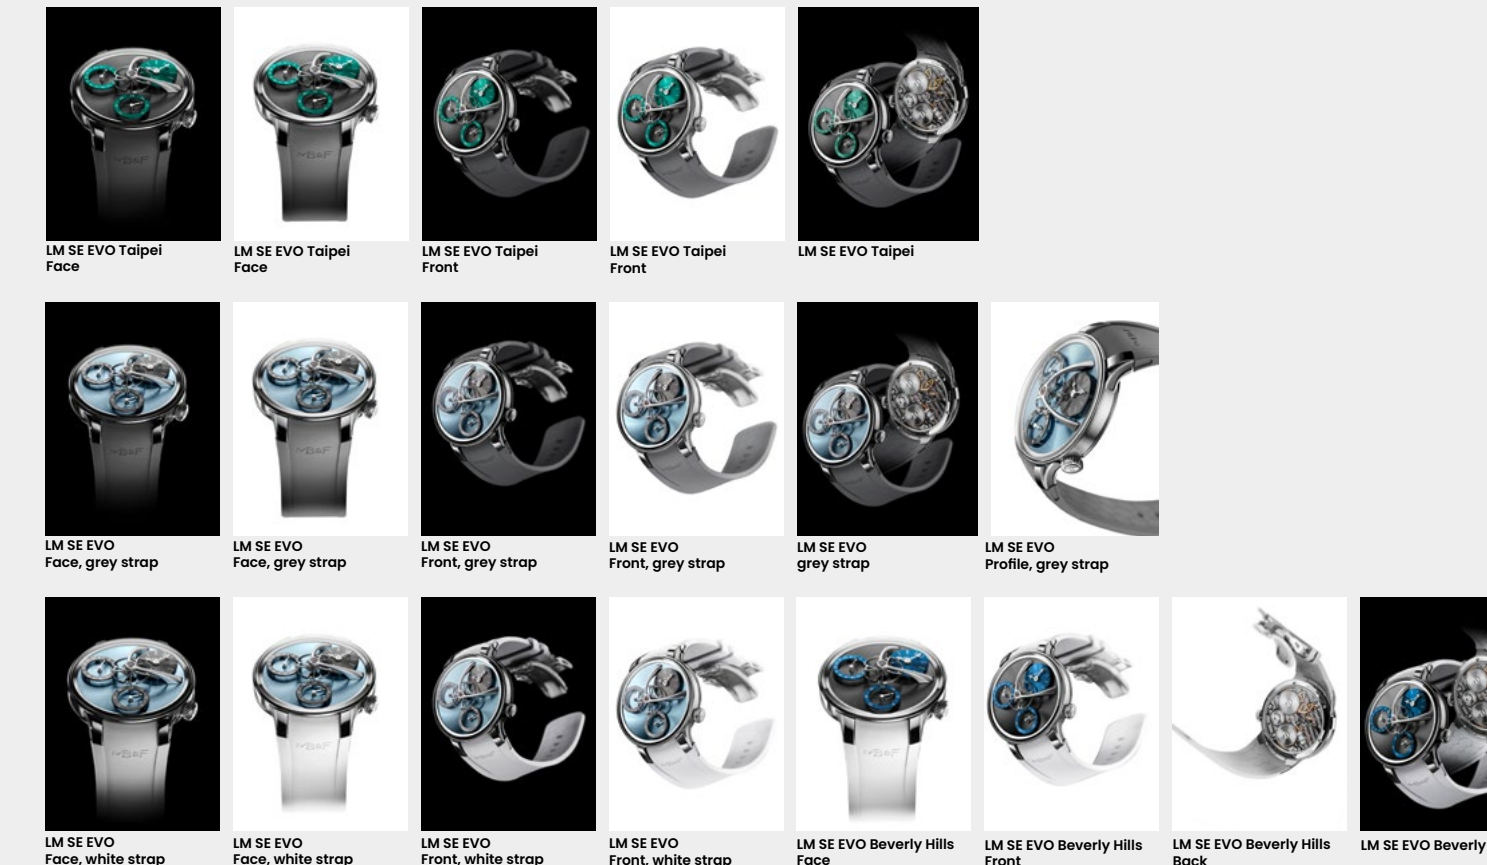 LM SE EVO Taipei
Face
LM SE EVO Taipei
Face
LM SE EVO Taipei
Front
LM SE EVO Taipei
Front
LM SE EVO Taipei
LM SE EVO
Face, grey strap
LM SE EVO
Face, grey strap
LM SE EVO
Front, grey strap
LM SE EVO
Front, grey strap
LM SE EVO
grey strap
LM SE EVO
Profile, grey strap
LM SE EVO
Face, white strap
LM SE EVO
Face, white strap
LM SE EVO
Front, white strap
LM SE EVO
Front, white strap
LM SE EVO Beverly Hills
Face
LM SE EVO Beverly Hills
Front
LM SE EVO Beverly Hills
Back
LM SE EVO Beverly